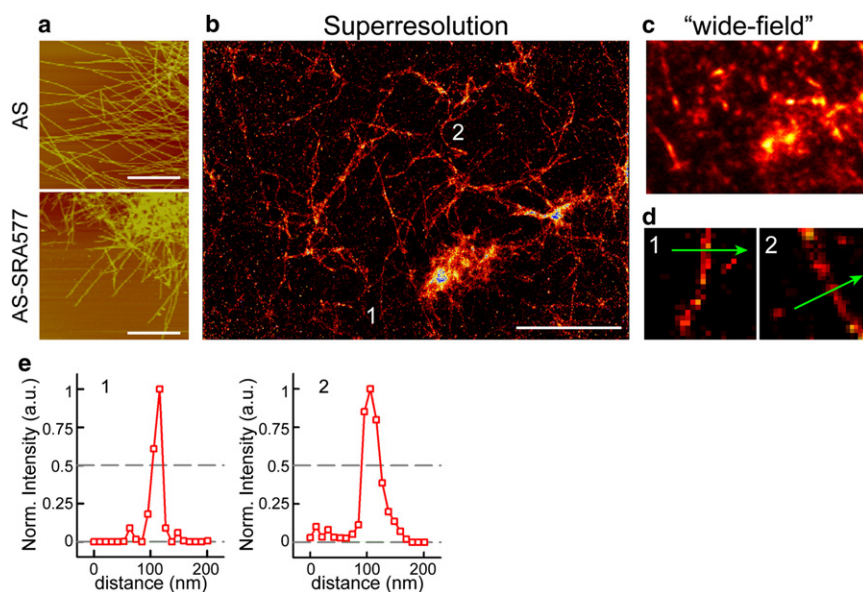 a
AS
AS-SRA577
b
Superresolution
2
1
c
“wide-field”
d
1
2
e
1
Norm. Intensity (a.u.)
1
0.75
0.5
0.25
0
0
100
200
distance (nm)
2
Norm. Intensity (a.u.)
1
0.75
0.5
0.25
0
0
100
200
distance (nm)